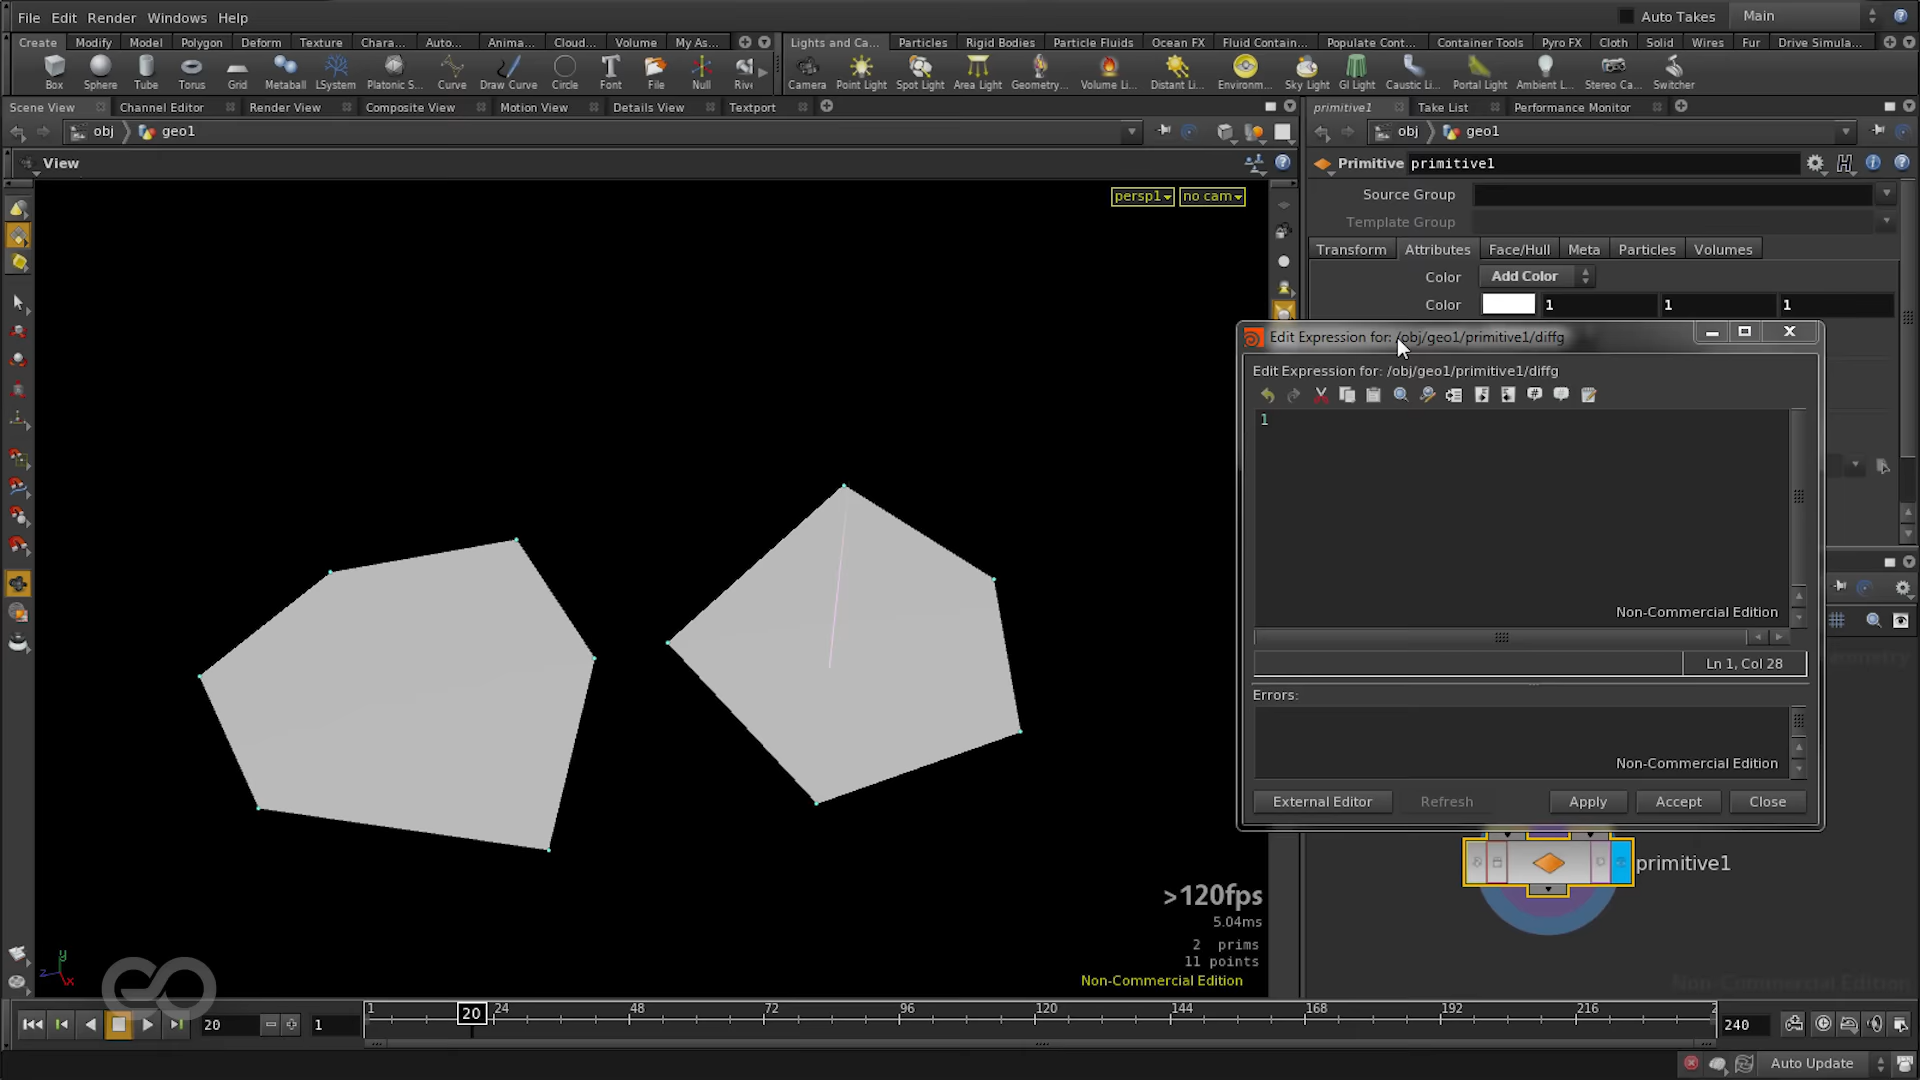 File Edit Render Windows Help
Auto Takes Main
Create Modify Model Polygon Deform Texture Chara... Auto... Anima... Cloud... Volume My As...
Lights and Ca... Particles Rigid Bodies Particle Fluids Ocean FX Fluid Contain... Populate Cont... Container Tools Pyro FX Cloth Solid Wires Fur Drive Simula...
Box Sphere Tube Torus Grid Metaball LSystem Platonic S... Curve Draw Curve Circle Font File Null Riv
Camera Point Light Spot Light Area Light Geometry... Volume Li... Distant Li... Environm... Sky Light GI Light Caustic Li... Portal Light Ambient L... Stereo Ca... Switcher
Scene View Channel Editor Render View Composite View Motion View Details View Textport
primitive1 Take List Performance Monitor
obj geo1
obj geo1
View
Primitive primitive1
persp1 no cam
Source Group
Template Group
Transform Attributes Face/Hull Meta Particles Volumes
Color Add Color
Color 1 1 1
Edit Expression for: /obj/geo1/primitive1/diffg
Edit Expression for: /obj/geo1/primitive1/diffg
1
Non-Commercial Edition
Ln 1, Col 28
Errors:
Non-Commercial Edition
External Editor Refresh Apply Accept Close
primitive1
>120fps
5.04ms
2 prims
11 points
Non-Commercial Edition
Non-Commercial Edition
y
z x
GO
1 20 24 48 72 96 120 144 168 192 216 2
20 1 240
Auto Update